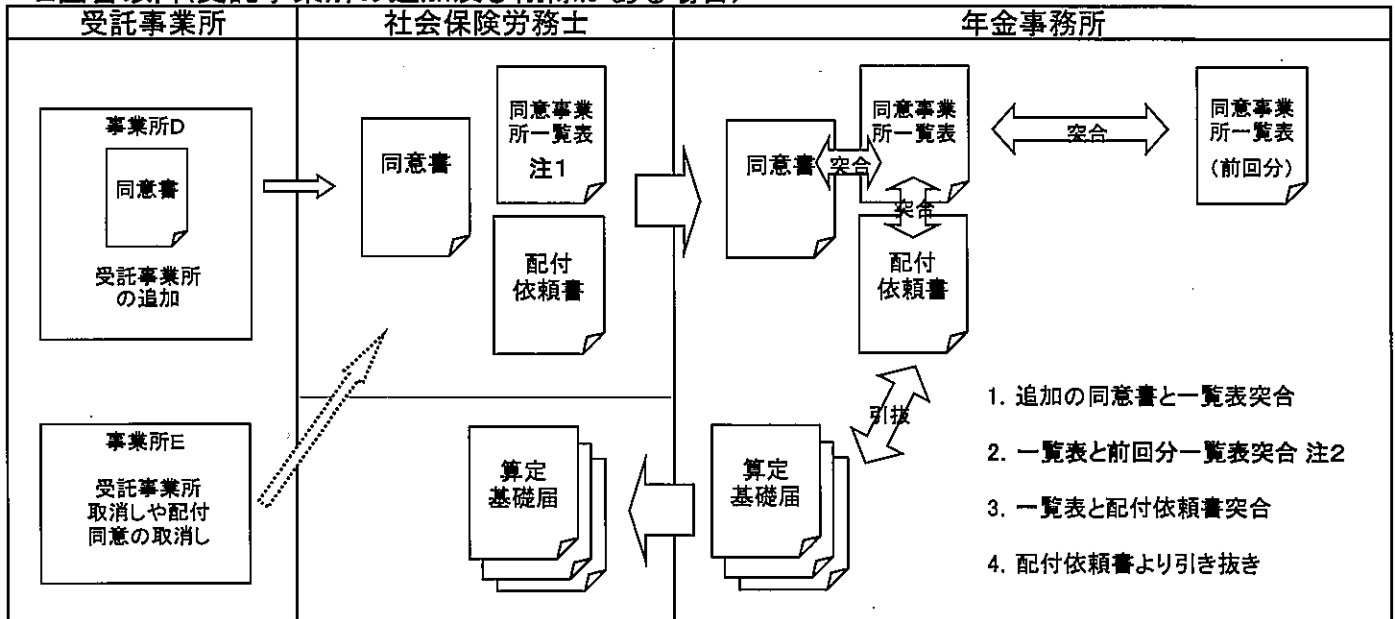 受託事業所
社会保険労務士
年金事務所
事業所D
同意書
受託事業所
の追加
事業所E
受託事業所
取消しや配付
同意の取消し
同意書
同意事業
所一覧表
注1
配付
依頼書
算定
基礎届
同意書
突合
同意事業
所一覧表
突合
配付
依頼書
突合
同意事業
所一覧表
(前回分)
引抜
算定
基礎届
1. 追加の同意書と一覧表突合
2. 一覧表と前回分一覧表突合 注2
3. 一覧表と配付依頼書突合
4. 配付依頼書より引き抜き